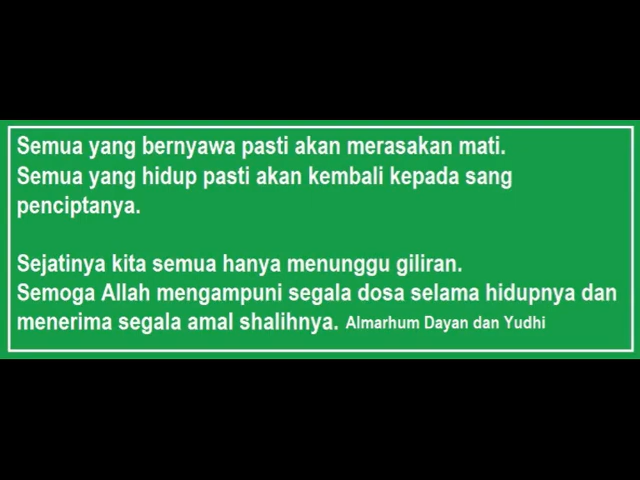 Semua yang bernyawa pasti akan merasakan mati.
Semua yang hidup pasti akan kembali kepada sang
penciptanya.
Sejatinya kita semua hanya menunggu giliran.
Semoga Allah mengampuni segala dosa selama hidupnya dan
menerima segala amal shalihnya. Almarhum Dayan dan Yudhi